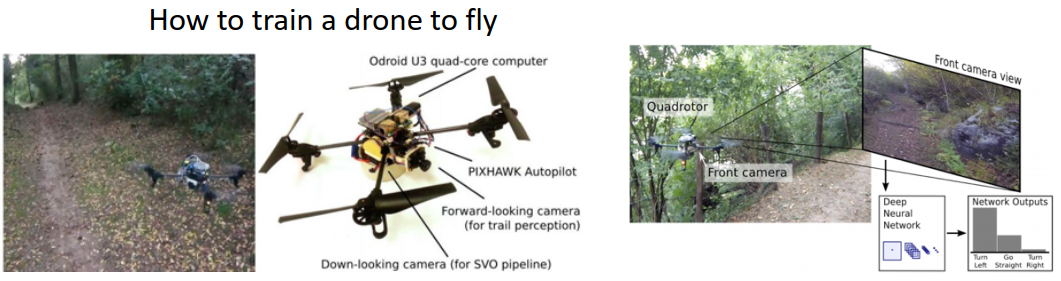 How to train a drone to fly
Odroid U3 quad-core computer
PIXHAWK Autopilot
Forward-looking camera
(for trail perception)
Down-looking camera (for SVO pipeline)
Quadrotor
Front camera
Front camera view
Deep
Neural
Network
Network Outputs
Turn
Left
Go
Straight
Turn
Right